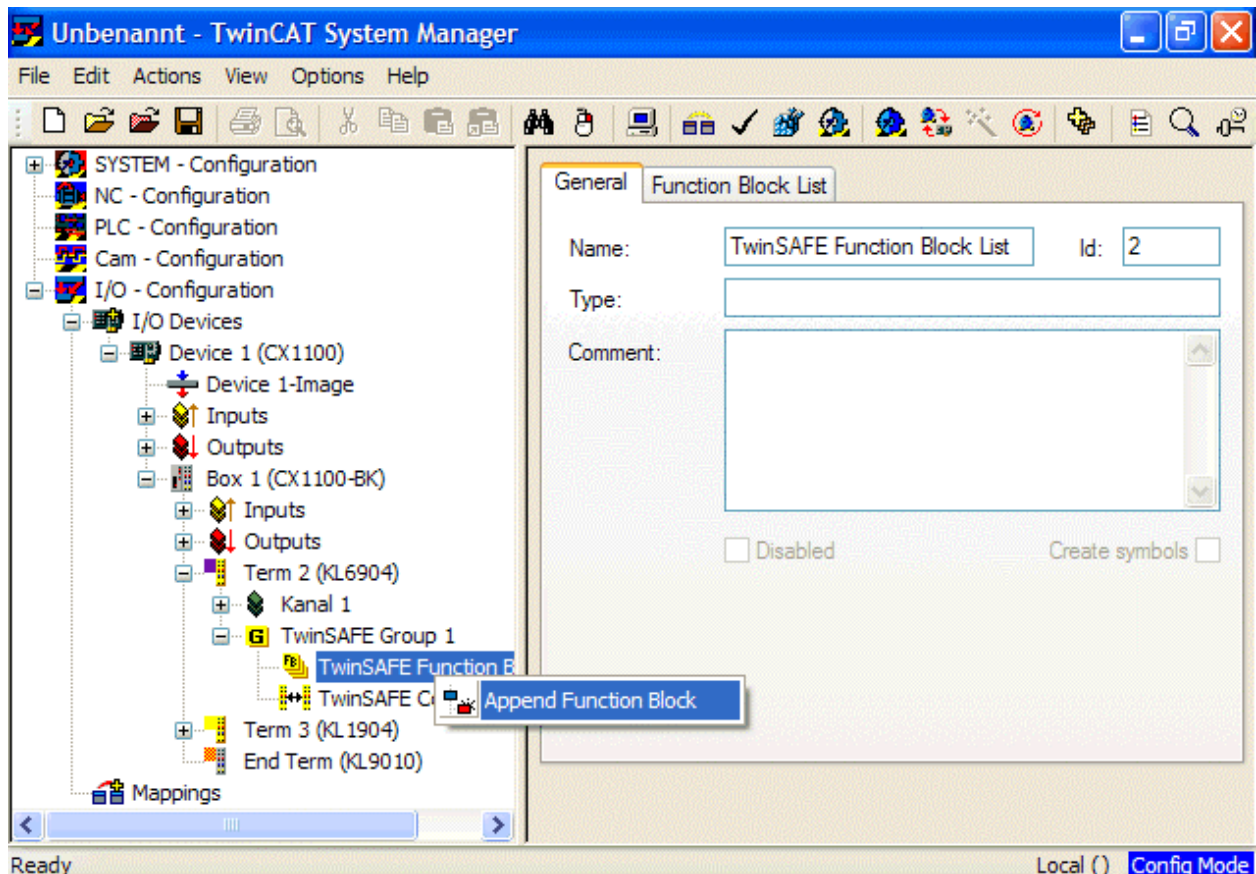 Unbenannt - TwinCAT System Manager
File Edit Actions View Options Help
SYSTEM - Configuration
NC - Configuration
PLC - Configuration
Cam - Configuration
I/O - Configuration
I/O Devices
Device 1 (CX1100)
Device 1-Image
Inputs
Outputs
Box 1 (CX1100-BK)
Inputs
Outputs
Term 2 (KL6904)
Kanal 1
G TwinSAFE Group 1
FB TwinSAFE Function B
TwinSAFE C
Append Function Block
Term 3 (KL1904)
End Term (KL9010)
Mappings
General Function Block List
Name: TwinSAFE Function Block List Id: 2
Type:
Comment:
Disabled Create symbols
Ready Local () Config Mode